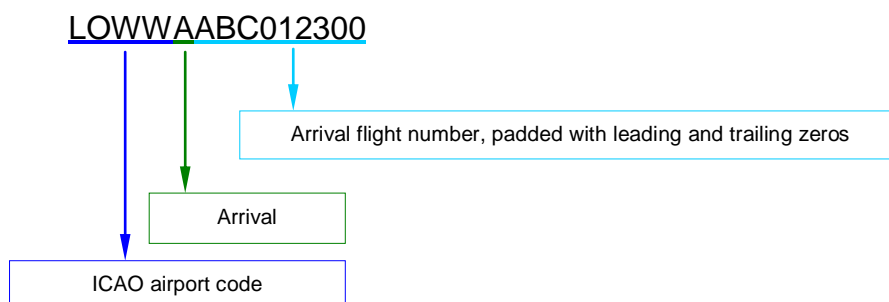 LOWWAABC012300
Arrival flight number, padded with leading and trailing zeros
Arrival
ICAO airport code